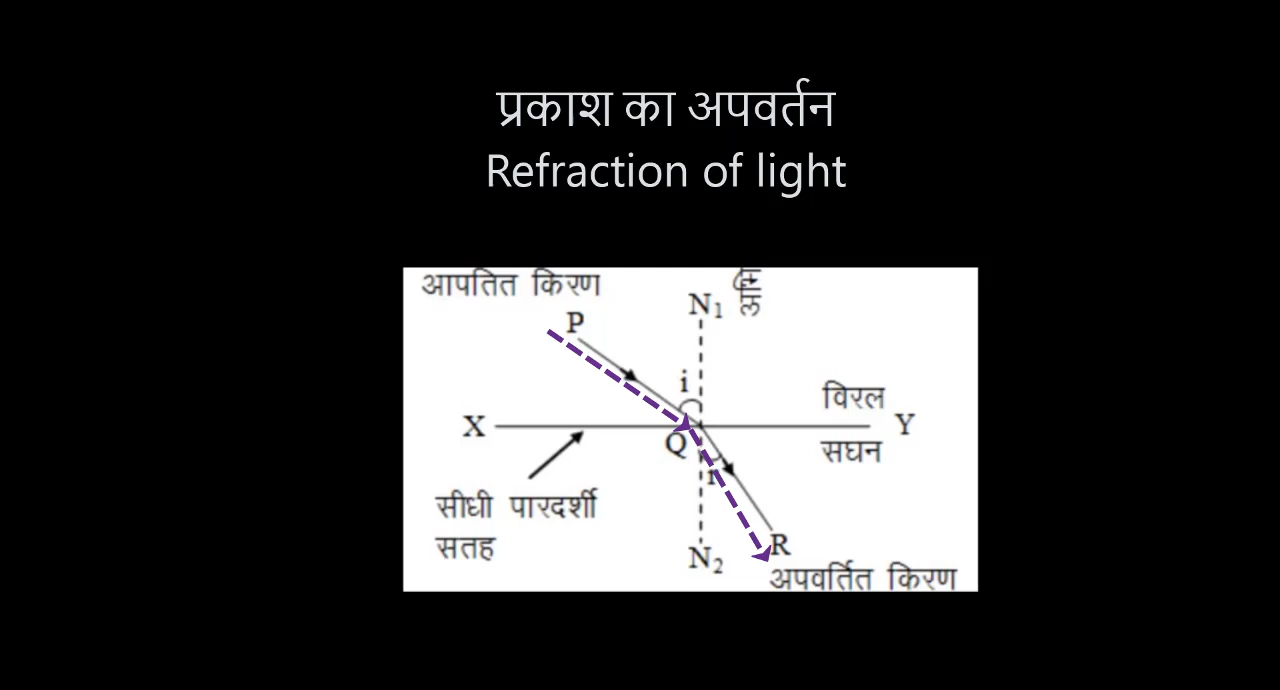 प्रकाश का अपवर्तन
Refraction of light
आपतित किरण
P
N1
i
विरल
X
Y
Q
सघन
सीधी पारदर्शी
सतह
R
N2
अपवर्तित किरण